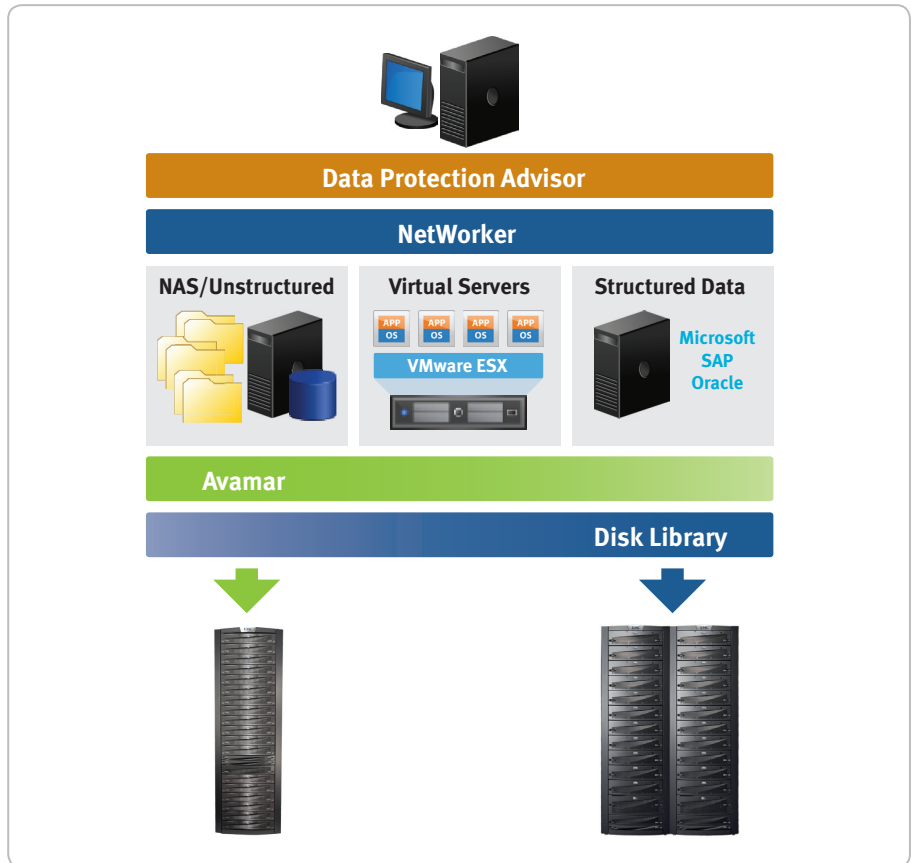 Data Protection Advisor
NetWorker
NAS/Unstructured
Virtual Servers
APP OS
APP OS
APP OS
APP OS
VMware ESX
Structured Data
Microsoft
SAP
Oracle
Avamar
Disk Library